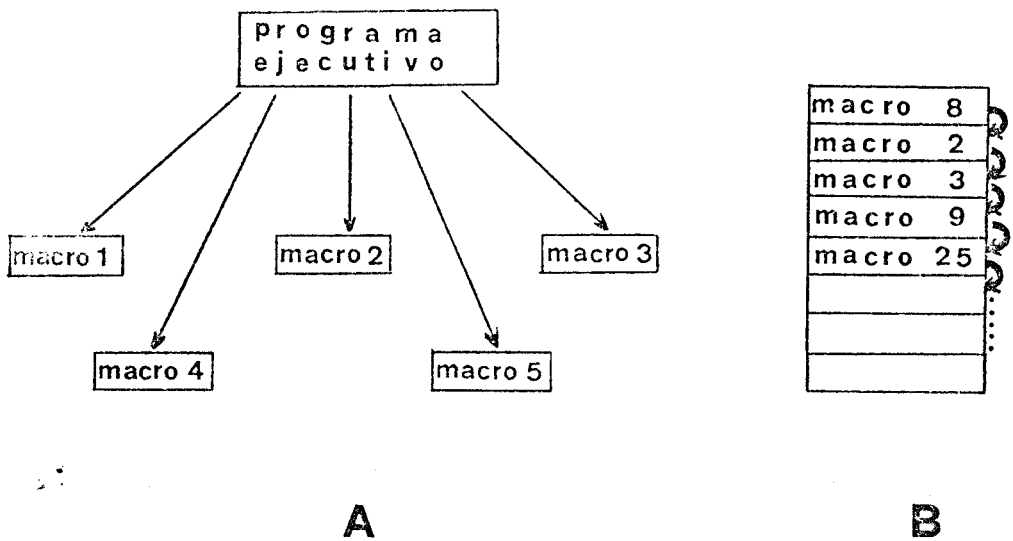 programa
ejecutivo
macro 1
macro 2
macro 3
macro 4
macro 5
A
macro 8
macro 2
macro 3
macro 9
macro 25
B